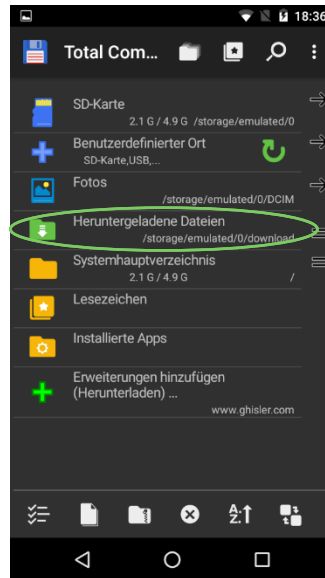 18:36
Total Com...
SD-Karte
2.1 G / 4.9 G /storage/emulated/0
Benutzerdefinierter Ort
SD-Karte,USB,...
Fotos
/storage/emulated/0/DCIM
Heruntergeladene Dateien
/storage/emulated/0/download
Systemhauptverzeichnis
2.1 G / 4.9 G /
Lesezeichen
Installierte Apps
Erweiterungen hinzufügen
(Herunterladen) ...
www.ghisler.com
A:
Z: